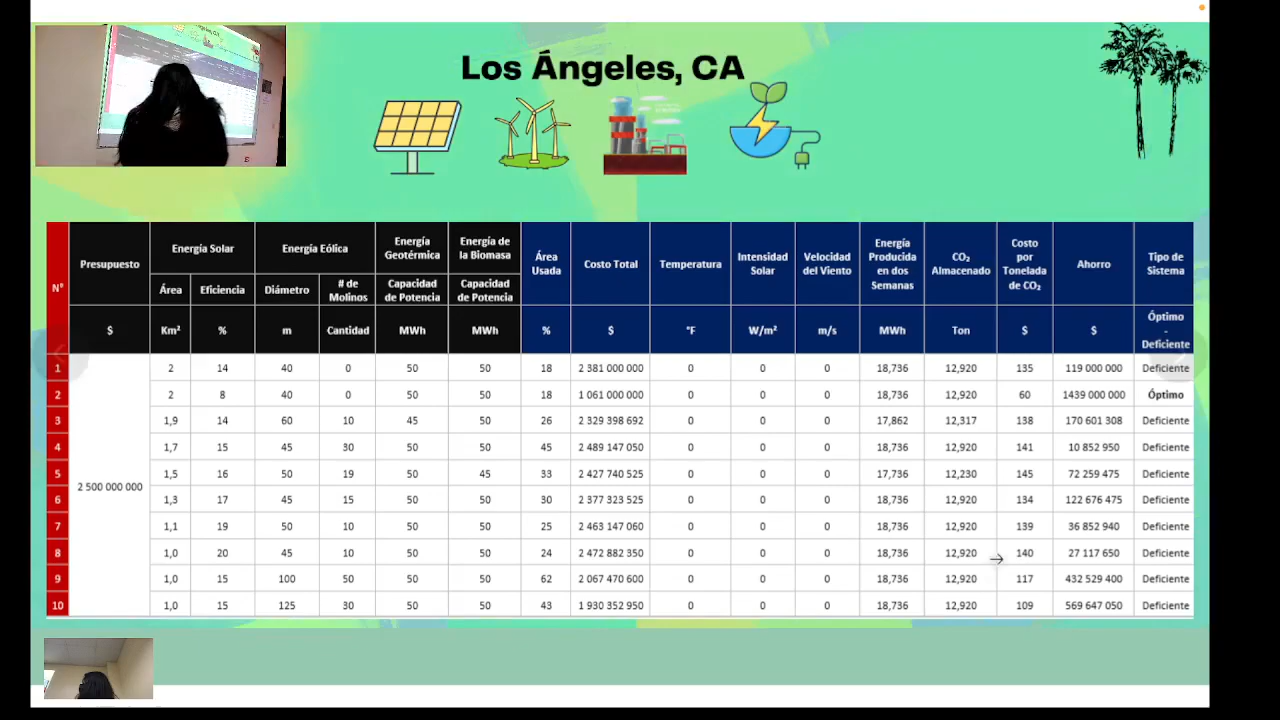 Los Ángeles, CA
N° Presupuesto Energía Solar Energía Eólica Energía Geotérmica Energía de la Biomasa Área Usada Costo Total Temperatura Intensidad Solar Velocidad del Viento Energía Producida en dos Semanas CO₂ Almacenado Costo por Tonelada de CO₂ Ahorro Tipo de Sistema
Área Eficiencia Diámetro # de Molinos Capacidad de Potencia Capacidad de Potencia
$ Km² % m Cantidad MWh MWh % $ °F W/m² m/s MWh Ton $ $ Óptimo - Deficiente
1 2 14 40 0 50 50 18 2 381 000 000 0 0 0 18,736 12,920 135 119 000 000 Deficiente
2 2 8 40 0 50 50 18 1 061 000 000 0 0 0 18,736 12,920 60 1439 000 000 Óptimo
3 1,9 14 60 10 45 50 26 2 329 398 692 0 0 0 17,862 12,317 138 170 601 308 Deficiente
4 1,7 15 45 30 50 50 45 2 489 147 050 0 0 0 18,736 12,920 141 10 852 950 Deficiente
5 1,5 16 50 19 50 45 33 2 427 740 525 0 0 0 17,736 12,230 145 72 259 475 Deficiente
2 500 000 000
6 1,3 17 45 15 50 50 30 2 377 323 525 0 0 0 18,736 12,920 134 122 676 475 Deficiente
7 1,1 19 50 10 50 50 25 2 463 147 060 0 0 0 18,736 12,920 139 36 852 940 Deficiente
8 1,0 20 45 10 50 50 24 2 472 882 350 0 0 0 18,736 12,920 140 27 117 650 Deficiente
9 1,0 15 100 50 50 50 62 2 067 470 600 0 0 0 18,736 12,920 117 432 529 400 Deficiente
10 1,0 15 125 30 50 50 43 1 930 352 950 0 0 0 18,736 12,920 109 569 647 050 Deficiente